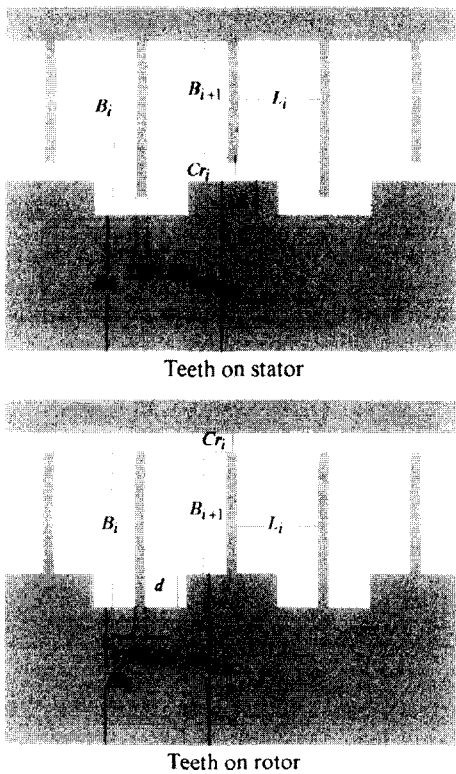 B_i
B_{i+1}
L_i
Cr_i
Teeth on stator
Cr_i
B_i
B_{i+1}
L_i
d
Teeth on rotor